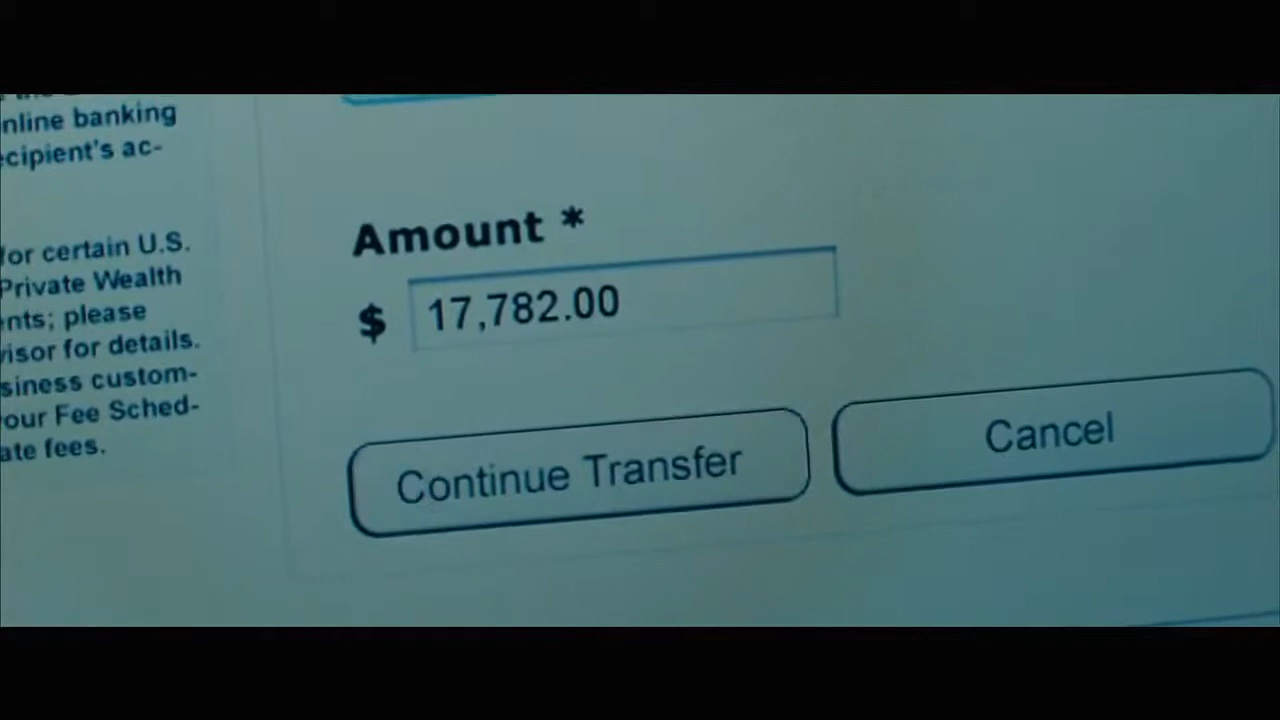 nline banking
ecipient's ac-
for certain U.S.
Private Wealth
ents; please
visor for details.
siness custom-
our Fee Sched-
ate fees.
Amount *
$ 17,782.00
Continue Transfer
Cancel